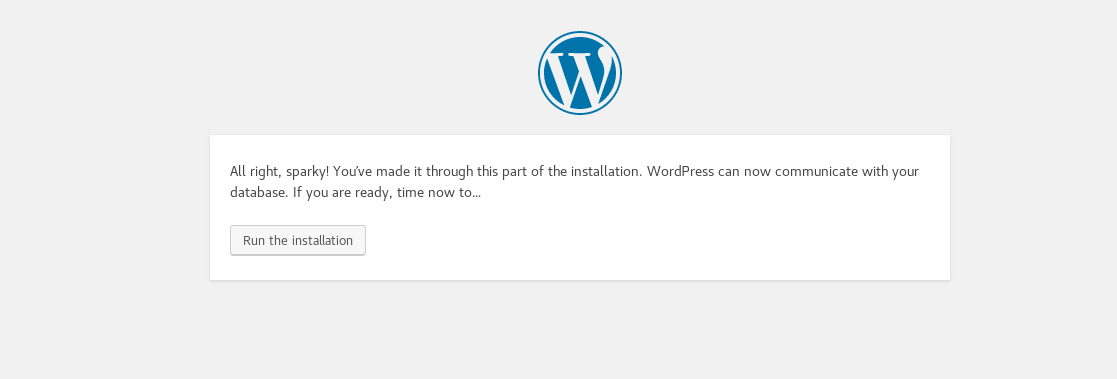 All right, sparky! You’ve made it through this part of the installation. WordPress can now communicate with your
database. If you are ready, time now to…
Run the installation